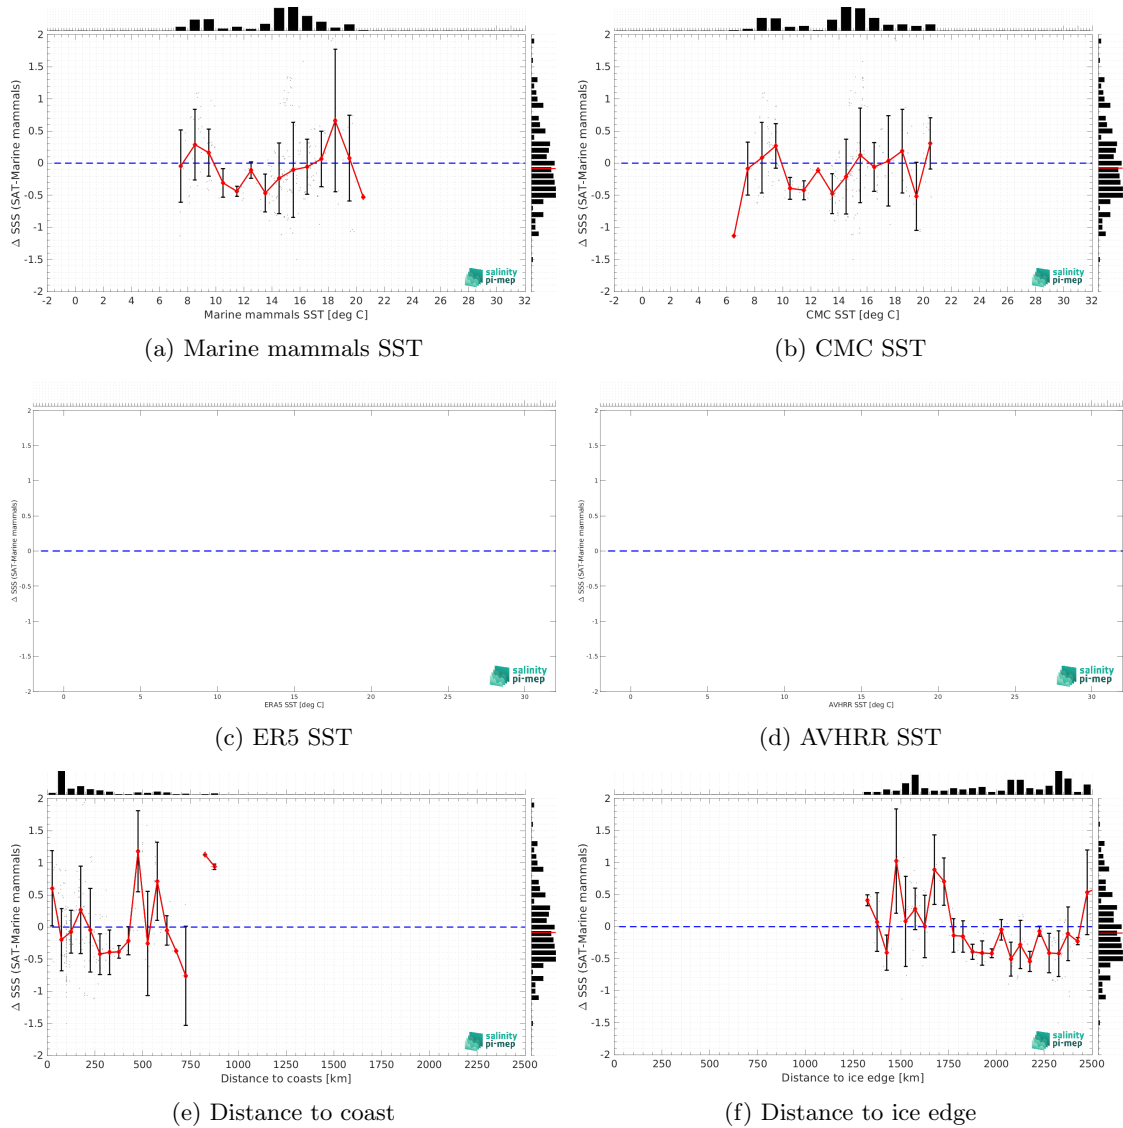 2
1.5
1
0.5
0
-0.5
-1
-1.5
-2
Δ SSS (SAT-Marine mammals)
salinity
pi-mep
-2 0 2 4 6 8 10 12 14 16 18 20 22 24 26 28 30 32
Marine mammals SST [deg C]
(a) Marine mammals SST
2
1.5
1
0.5
0
-0.5
-1
-1.5
-2
Δ SSS (SAT-Marine mammals)
salinity
pi-mep
-2 0 2 4 6 8 10 12 14 16 18 20 22 24 26 28 30 32
CMC SST [deg C]
(b) CMC SST
2
1.5
1
0.5
0
-0.5
-1
-1.5
-2
Δ SSS (SAT-Marine mammals)
salinity
pi-mep
0 5 10 15 20 25 30
ERA5 SST [deg C]
(c) ER5 SST
2
1.5
1
0.5
0
-0.5
-1
-1.5
-2
Δ SSS (SAT-Marine mammals)
salinity
pi-mep
0 5 10 15 20 25 30
AVHRR SST [deg C]
(d) AVHRR SST
2
1.5
1
0.5
0
-0.5
-1
-1.5
-2
Δ SSS (SAT-Marine mammals)
salinity
pi-mep
0 250 500 750 1000 1250 1500 1750 2000 2250 2500
Distance to coasts [km]
(e) Distance to coast
2
1.5
1
0.5
0
-0.5
-1
-1.5
-2
Δ SSS (SAT-Marine mammals)
salinity
pi-mep
0 250 500 750 1000 1250 1500 1750 2000 2250 2500
Distance to ice edge [km]
(f) Distance to ice edge